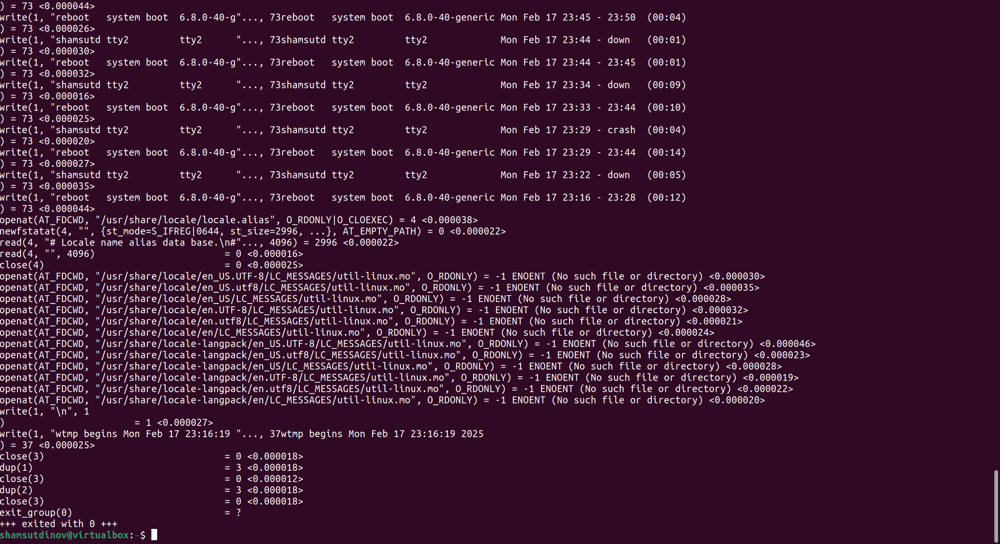 ) = 73 <0.000044>
write(1, "reboot   system boot  6.8.0-40-g"..., 73reboot   system boot  6.8.0-40-generic Mon Feb 17 23:45 - 23:50  (00:04)
) = 73 <0.000026>
write(1, "shamsutd tty2         tty2      "..., 73shamsutd tty2         tty2             Mon Feb 17 23:44 - down   (00:01)
) = 73 <0.000030>
write(1, "reboot   system boot  6.8.0-40-g"..., 73reboot   system boot  6.8.0-40-generic Mon Feb 17 23:44 - 23:45  (00:01)
) = 73 <0.000032>
write(1, "shamsutd tty2         tty2      "..., 73shamsutd tty2         tty2             Mon Feb 17 23:34 - down   (00:09)
) = 73 <0.000016>
write(1, "reboot   system boot  6.8.0-40-g"..., 73reboot   system boot  6.8.0-40-generic Mon Feb 17 23:33 - 23:44  (00:10)
) = 73 <0.000025>
write(1, "shamsutd tty2         tty2      "..., 73shamsutd tty2         tty2             Mon Feb 17 23:29 - crash  (00:04)
) = 73 <0.000020>
write(1, "reboot   system boot  6.8.0-40-g"..., 73reboot   system boot  6.8.0-40-generic Mon Feb 17 23:29 - 23:44  (00:14)
) = 73 <0.000027>
write(1, "shamsutd tty2         tty2      "..., 73shamsutd tty2         tty2             Mon Feb 17 23:22 - down   (00:05)
) = 73 <0.000035>
write(1, "reboot   system boot  6.8.0-40-g"..., 73reboot   system boot  6.8.0-40-generic Mon Feb 17 23:16 - 23:28  (00:12)
) = 73 <0.000044>
openat(AT_FDCWD, "/usr/share/locale/locale.alias", O_RDONLY|O_CLOEXEC) = 4 <0.000038>
newfstatat(4, "", {st_mode=S_IFREG|0644, st_size=2996, ...}, AT_EMPTY_PATH) = 0 <0.000022>
read(4, "# Locale name alias data base.\n#"..., 4096) = 2996 <0.000022>
read(4, "", 4096)                       = 0 <0.000016>
close(4)                                = 0 <0.000025>
openat(AT_FDCWD, "/usr/share/locale/en_US.UTF-8/LC_MESSAGES/util-linux.mo", O_RDONLY) = -1 ENOENT (No such file or directory) <0.000030>
openat(AT_FDCWD, "/usr/share/locale/en_US.utf8/LC_MESSAGES/util-linux.mo", O_RDONLY) = -1 ENOENT (No such file or directory) <0.000035>
openat(AT_FDCWD, "/usr/share/locale/en_US/LC_MESSAGES/util-linux.mo", O_RDONLY) = -1 ENOENT (No such file or directory) <0.000028>
openat(AT_FDCWD, "/usr/share/locale/en.UTF-8/LC_MESSAGES/util-linux.mo", O_RDONLY) = -1 ENOENT (No such file or directory) <0.000032>
openat(AT_FDCWD, "/usr/share/locale/en.utf8/LC_MESSAGES/util-linux.mo", O_RDONLY) = -1 ENOENT (No such file or directory) <0.000021>
openat(AT_FDCWD, "/usr/share/locale/en/LC_MESSAGES/util-linux.mo", O_RDONLY) = -1 ENOENT (No such file or directory) <0.000024>
openat(AT_FDCWD, "/usr/share/locale-langpack/en_US.UTF-8/LC_MESSAGES/util-linux.mo", O_RDONLY) = -1 ENOENT (No such file or directory) <0.000046>
openat(AT_FDCWD, "/usr/share/locale-langpack/en_US.utf8/LC_MESSAGES/util-linux.mo", O_RDONLY) = -1 ENOENT (No such file or directory) <0.000023>
openat(AT_FDCWD, "/usr/share/locale-langpack/en_US/LC_MESSAGES/util-linux.mo", O_RDONLY) = -1 ENOENT (No such file or directory) <0.000028>
openat(AT_FDCWD, "/usr/share/locale-langpack/en.UTF-8/LC_MESSAGES/util-linux.mo", O_RDONLY) = -1 ENOENT (No such file or directory) <0.000019>
openat(AT_FDCWD, "/usr/share/locale-langpack/en.utf8/LC_MESSAGES/util-linux.mo", O_RDONLY) = -1 ENOENT (No such file or directory) <0.000022>
openat(AT_FDCWD, "/usr/share/locale-langpack/en/LC_MESSAGES/util-linux.mo", O_RDONLY) = -1 ENOENT (No such file or directory) <0.000020>
write(1, "\n", 1
)                       = 1 <0.000027>
write(1, "wtmp begins Mon Feb 17 23:16:19 "..., 37wtmp begins Mon Feb 17 23:16:19 2025
) = 37 <0.000025>
close(3)                                = 0 <0.000018>
dup(1)                                  = 3 <0.000018>
close(3)                                = 0 <0.000012>
dup(2)                                  = 3 <0.000018>
close(3)                                = 0 <0.000018>
exit_group(0)                           = ?
+++ exited with 0 +++
shamsutdinov@virtualbox:~$